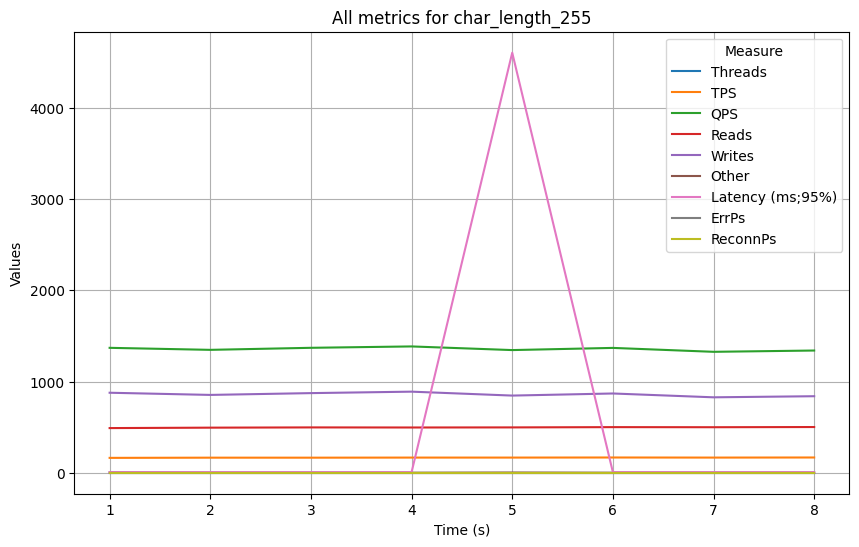 All metrics for char_length_255
Measure
Threads
TPS
QPS
Reads
Writes
Other
Latency (ms;95%)
ErrPs
ReconnPs
Values
4000
3000
2000
1000
0
1 2 3 4 5 6 7 8
Time (s)